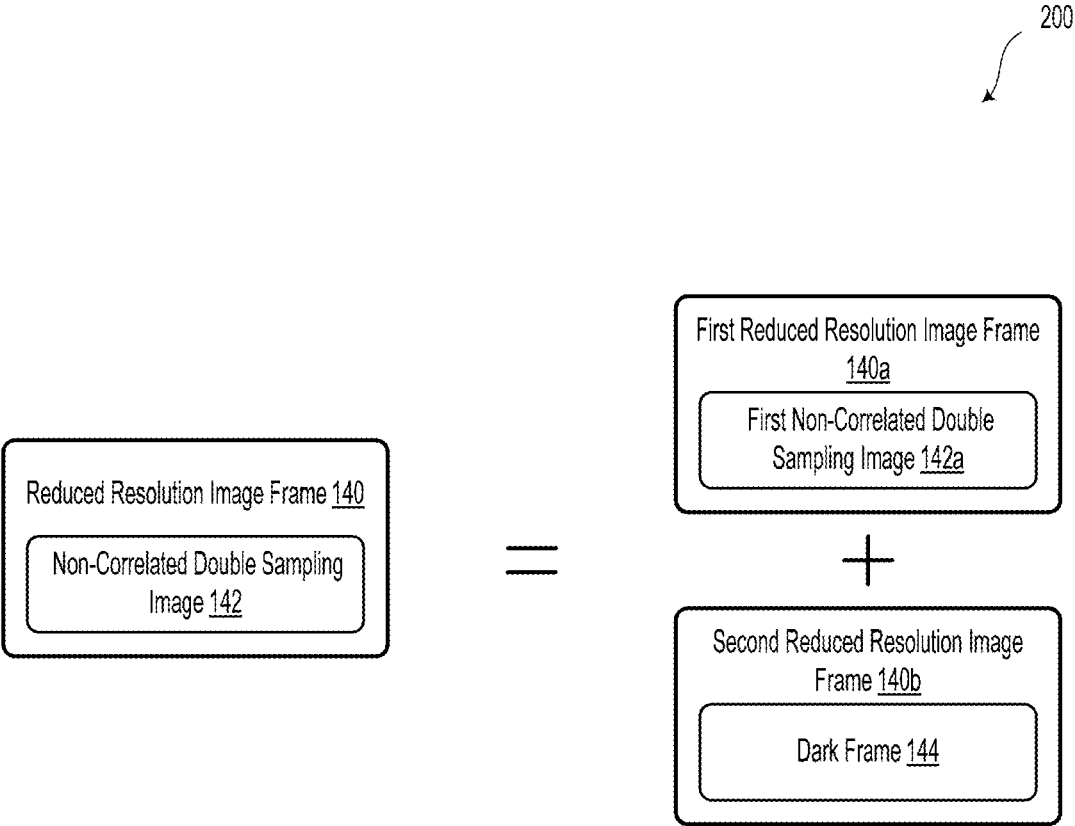 200
First Reduced Resolution Image Frame
140a
First Non-Correlated Double
Sampling Image 142a
Reduced Resolution Image Frame 140
Non-Correlated Double Sampling
Image 142
=
+
Second Reduced Resolution Image
Frame 140b
Dark Frame 144